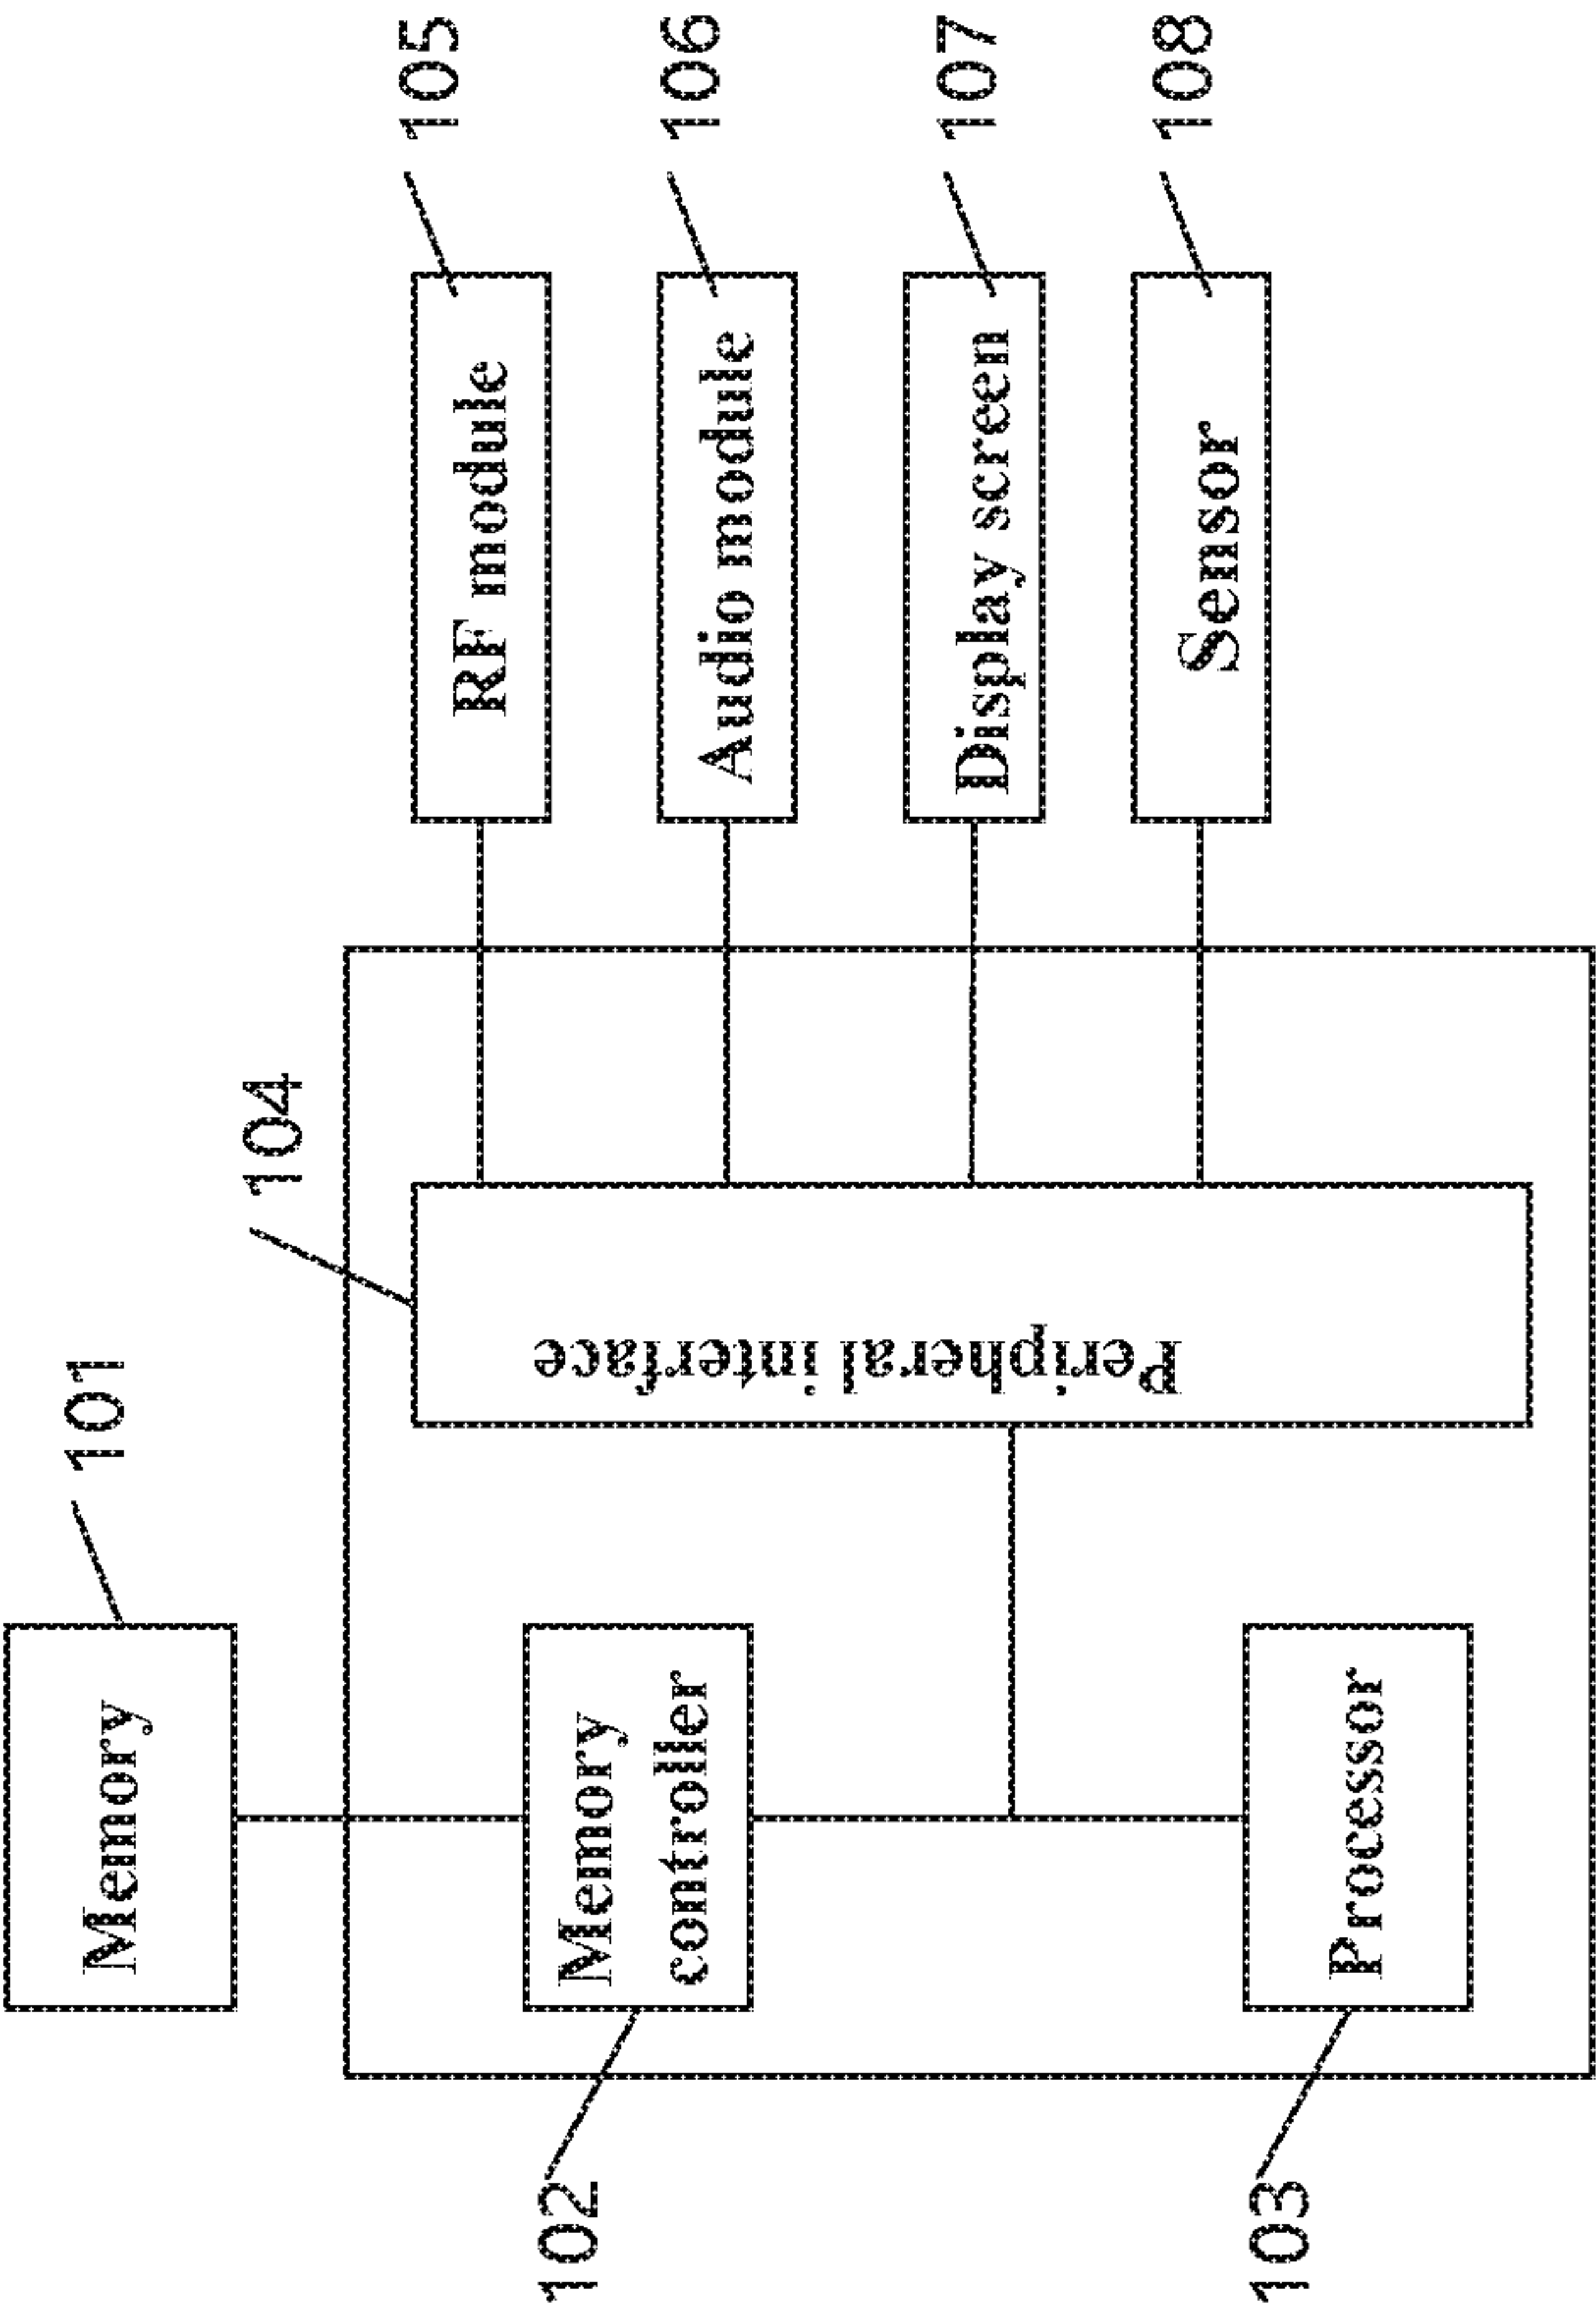 Memory
101
104
Memory
controller
102
Peripheral interface
Processor
103
RF module
105
Audio module
106
Display screen
107
Sensor
108